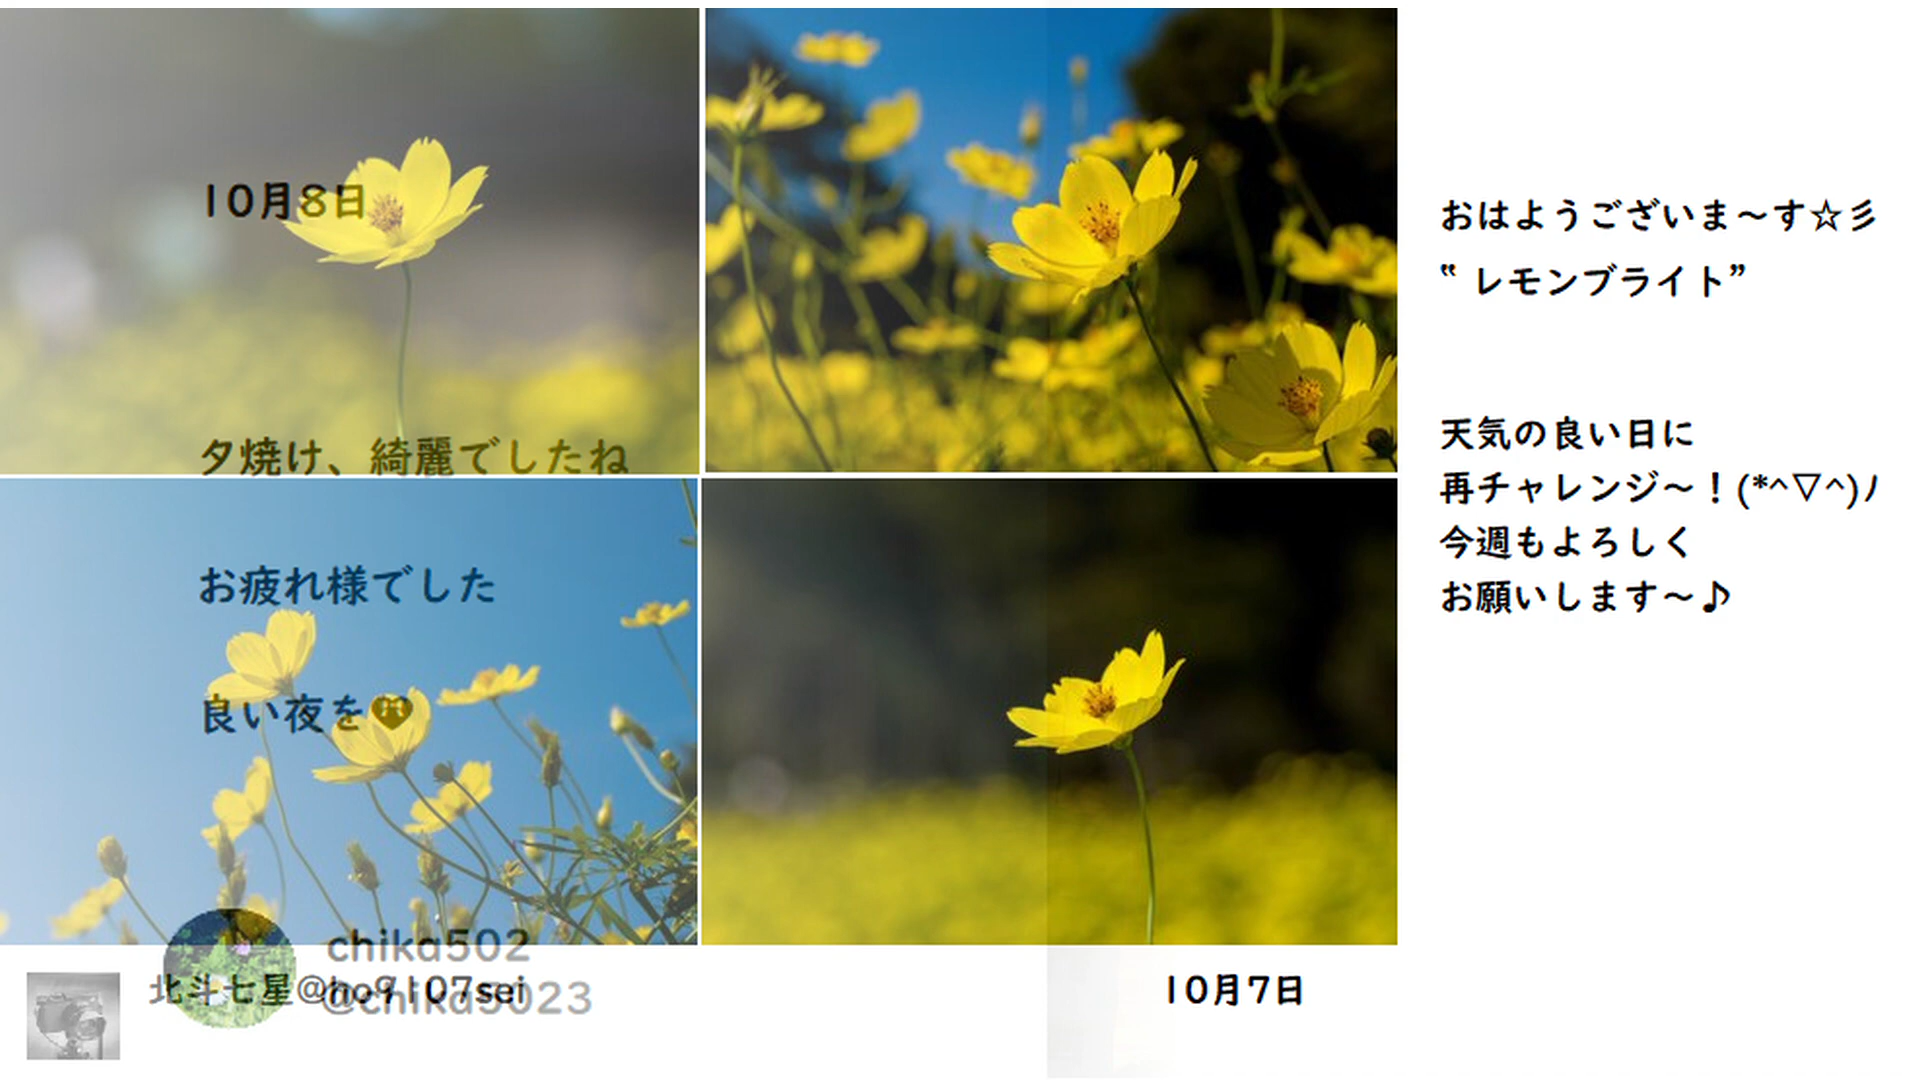 10月8日
夕焼け、綺麗でしたね
お疲れ様でした
良い夜を
chika502
@chika5023
北斗七星@ho9107sei
10月7日
おはようございま〜す☆彡
‟ レモンブライト”
天気の良い日に
再チャレンジ〜！(*^▽^)ﾉ
今週もよろしく
お願いします〜♪